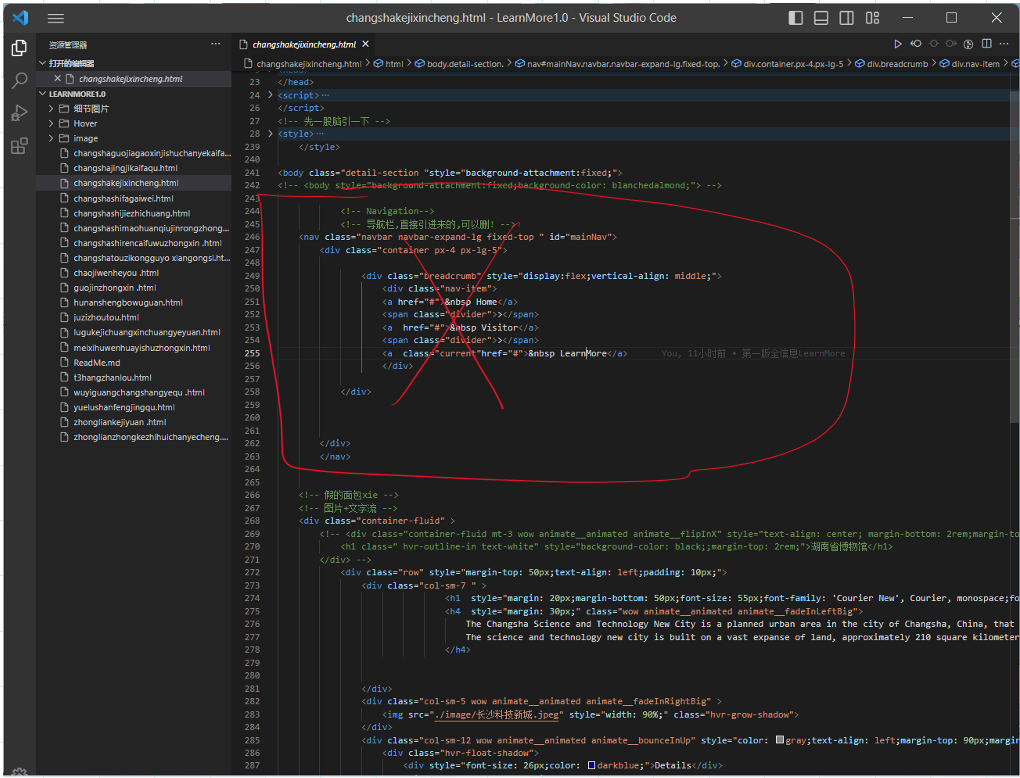 changshakejixincheng.html - LearnMore1.0 - Visual Studio Code
资源管理器
打开的编辑器
changshakejixincheng.html
LEARNMORE1.0
细节图片
Hover
image
changshaguojiagaoxinjishuchanyekaifa...
changshajingjikaifaqu.html
changshakejixincheng.html
changshashifagaiwei.html
changshashijiezhichuang.html
changshashimaohuanqiujinrongzhong...
changshashirencaifuwuzhongxin .html
changshatouzikongguyo xiangongsi.ht...
chaojiwenheyou .html
guojinzhongxin .html
hunanshengbowuguan.html
juzizhoutou.html
lugukejichuangxinchuangyeyuan.html
meixihuwenhuayishuzhongxin.html
ReadMe.md
t3hangzhanlou.html
wuyiguangchangshangyequ .html
yuelushanfengjingqu.html
zhongliankejiyuan .html
zhonglianzhongkezhihuichanyecheng....
changshakejixincheng.html
changshakejixincheng.html > html > body.detail-section. > nav#mainNav.navbar.navbar-expand-lg.fixed-top. > div.container.px-4.px-lg-5 > div.breadcrumb > div.nav-item >
23 </head>
24 <script>...
26 </script>
27 <!-- 先一股脑引一下 -->
28 <style>...
239 </style>
240
241 <body class="detail-section "style="background-attachment:fixed;">
242 <!-- <body style="background-attachment:fixed;background-color: blanchedalmond;"> -->
243
244 <!-- Navigation-->
245 <!-- 导航栏,直接引进来的,可以删! -->
246 <nav class="navbar navbar-expand-lg fixed-top " id="mainNav">
247 <div class="container px-4 px-lg-5">
248
249 <div class="breadcrumb" style="display:flex;vertical-align: middle;">
250 <div class="nav-item">
251 <a href="#">&nbsp Home</a>
252 <span class="divider">></span>
253 <a  href="#">&nbsp Visitor</a>
254 <span class="divider">></span>
255 <a  class="current"href="#">&nbsp LearnMore</a> You, 11小时前 • 第一版全信息LearnMore
256 </div>
257
258 </div>
259
260
261
262 </div>
263 </nav>
264
265
266 <!-- 假的面包xie -->
267 <!-- 图片+文字流 -->
268 <div class="container-fluid" >
269 <!-- <div class="container-fluid mt-3 wow animate__animated animate__flipInX" style="text-align: center; margin-bottom: 2rem;margin-to
270 <h1 class=" hvr-outline-in text-white" style="background-color: black;;margin-top: 2rem;">湖南省博物馆</h1>
271 </div> -->
272 <div class="row" style="margin-top: 50px;text-align: left;padding: 10px;">
273 <div class="col-sm-7 " >
274 <h1  style="margin: 20px;margin-bottom: 50px;font-size: 55px;font-family: 'Courier New', Courier, monospace;fo
275 <h4  style="margin: 30px;" class="wow animate__animated animate__fadeInLeftBig">
276 The Changsha Science and Technology New City is a planned urban area in the city of Changsha, China, that
277 The science and technology new city is built on a vast expanse of land, approximately 210 square kilometer
278 </h4>
279
280
281 </div>
282 <div class="col-sm-5 wow animate__animated animate__fadeInRightBig" >
283 <img src="./image/长沙科技新城.jpeg" style="width: 90%;" class="hvr-grow-shadow">
284 </div>
285 <div class="col-sm-12 wow animate__animated animate__bounceInUp" style="color: gray;text-align: left;margin-top: 90px;margin
286 <div class="hvr-float-shadow">
287 <div style="font-size: 26px;color: darkblue;">Details</div>